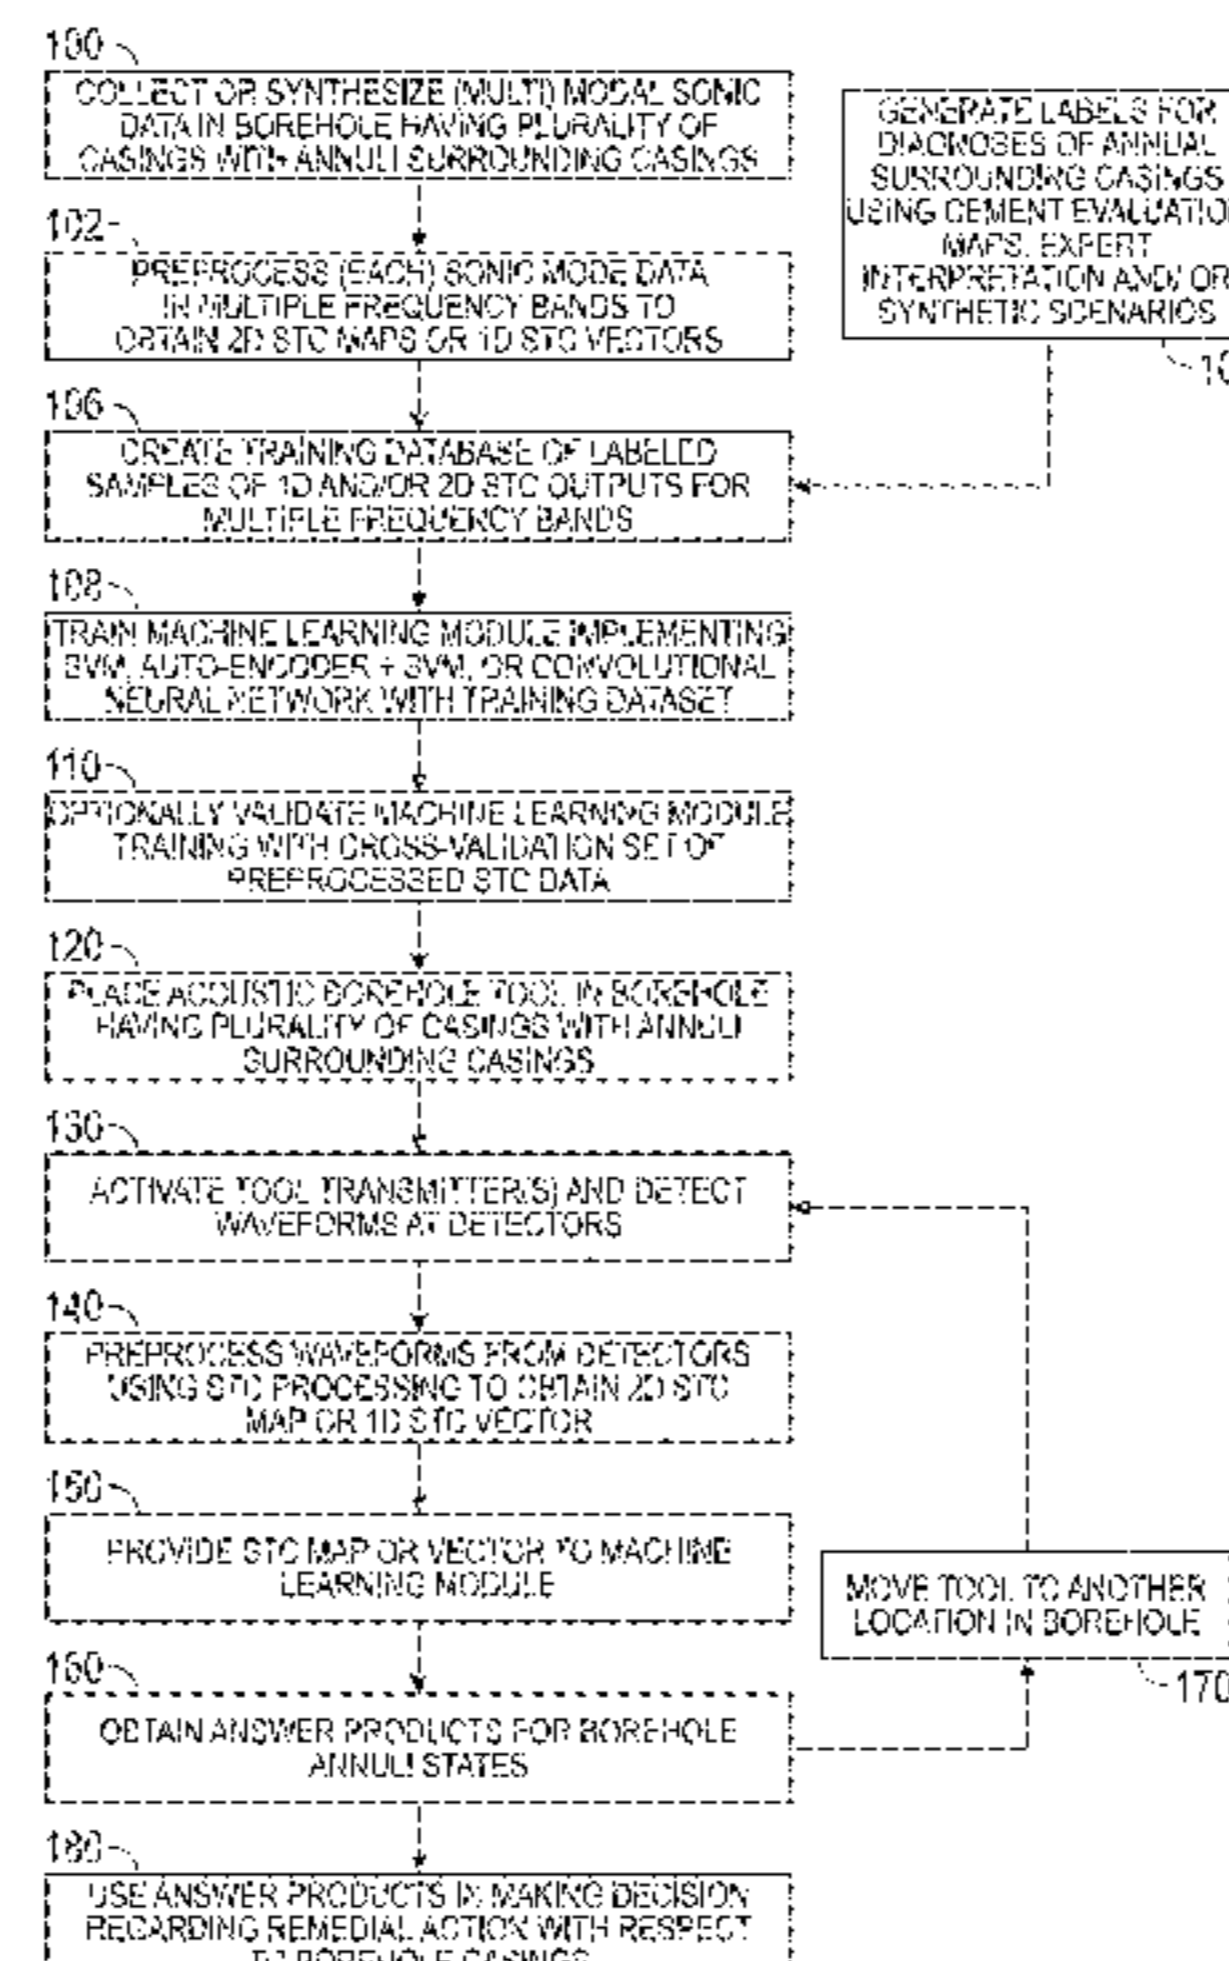 100
COLLECT OR SYNTHESIZE (MULTI) MODAL SONIC
DATA IN BOREHOLE HAVING PLURALITY OF
CASINGS WITH ANNULI SURROUNDING CASINGS
GENERATE LABELS FOR
DIAGNOSES OF ANNUAL
SURROUNDING CASINGS
USING CEMENT EVALUATIO
MAPS, EXPERT
INTERPRETATION AND/ OR
SYNTHETIC SCENARIOS
10
102
PREPROCESS (EACH) SONIC MODE DATA
IN MULTIPLE FREQUENCY BANDS TO
OBTAIN 2D STC MAPS OR 1D STC VECTORS
106
CREATE TRAINING DATABASE OF LABELED
SAMPLES OF 1D AND/OR 2D STC OUTPUTS FOR
MULTIPLE FREQUENCY BANDS
108
TRAIN MACHINE LEARNING MODULE IMPLEMENTING
SVM, AUTO-ENCODER + SVM, OR CONVOLUTIONAL
NEURAL NETWORK WITH TRAINING DATASET
110
OPTIONALLY VALIDATE MACHINE LEARNING MODULE
TRAINING WITH CROSS-VALIDATION SET OF
PREPROCESSED STC DATA
120
PLACE ACOUSTIC BOREHOLE TOOL IN BOREHOLE
HAVING PLURALITY OF CASINGS WITH ANNULI
SURROUNDING CASINGS
130
ACTIVATE TOOL TRANSMITTER(S) AND DETECT
WAVEFORMS AT DETECTORS
140
PREPROCESS WAVEFORMS FROM DETECTORS
USING STC PROCESSING TO OBTAIN 2D STC
MAP OR 1D STC VECTOR
150
PROVIDE STC MAP OR VECTOR TO MACHINE
LEARNING MODULE
MOVE TOOL TO ANOTHER
LOCATION IN BOREHOLE
170
160
OBTAIN ANSWER PRODUCTS FOR BOREHOLE
ANNULI STATES
180
USE ANSWER PRODUCTS IN MAKING DECISION
REGARDING REMEDIAL ACTION WITH RESPECT
TO BOREHOLE CASINGS